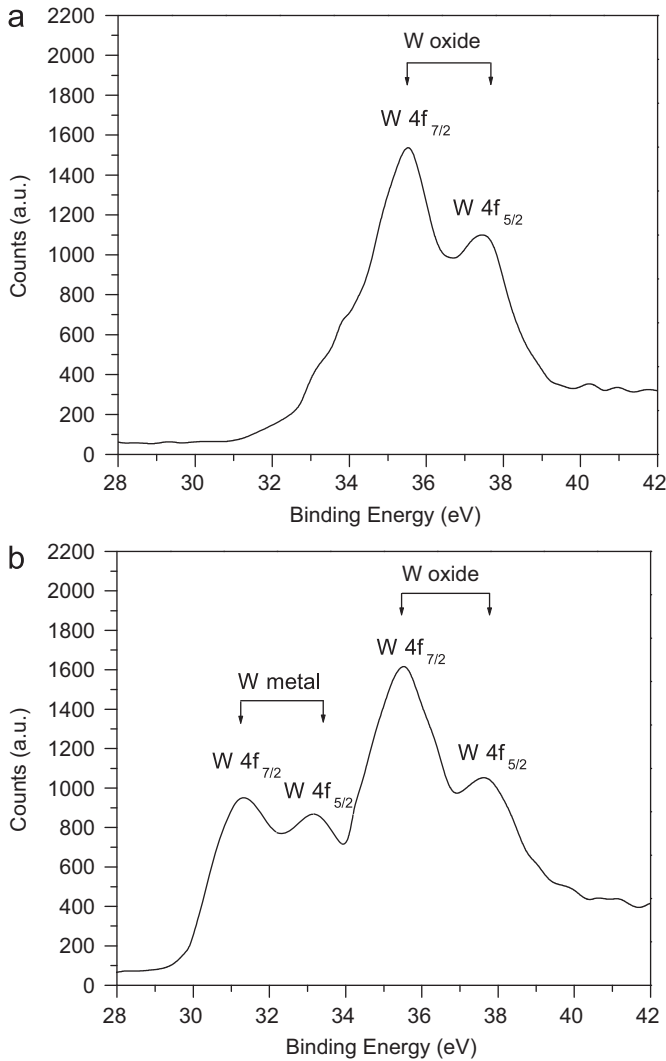 a
2200
2000
1800
1600
1400
1200
1000
800
600
400
200
0
Counts (a.u.)
W oxide
W 4f7/2
W 4f5/2
28 30 32 34 36 38 40 42
Binding Energy (eV)
b
2200
2000
1800
1600
1400
1200
1000
800
600
400
200
0
Counts (a.u.)
W oxide
W 4f7/2
W metal
W 4f7/2
W 4f5/2
W 4f5/2
28 30 32 34 36 38 40 42
Binding Energy (eV)